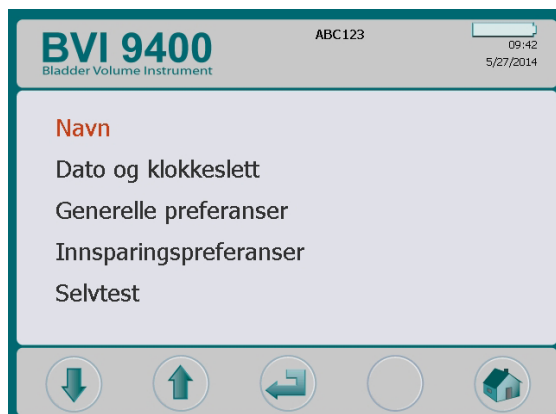 BVI 9400
Bladder Volume Instrument
ABC123
09:42
5/27/2014
Navn
Dato og klokkeslett
Generelle preferanser
Innsparingspreferanser
Selvtest